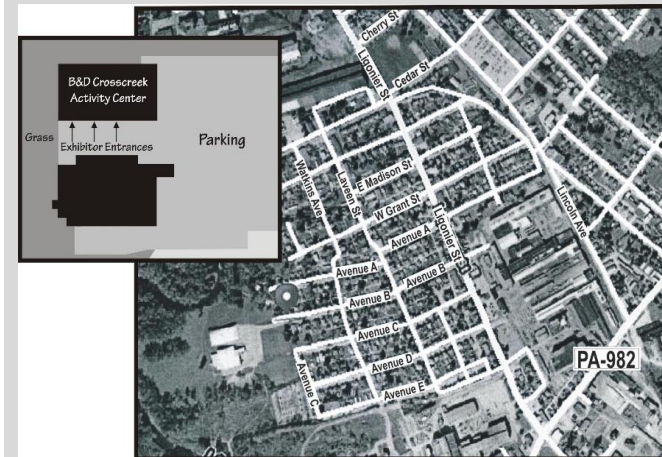 B&D Crosscreek
Activity Center
Grass
Exhibitor Entrances
Parking
Cherry St
Ligonier St
Cedar St
Watkins Ave
Laveen St
E Madison St
W Grant St
Ligonier St
Lincoln Ave
Avenue A
Avenue A
Avenue B
Avenue B
Avenue C
Avenue D
Avenue C
Avenue E
PA-982